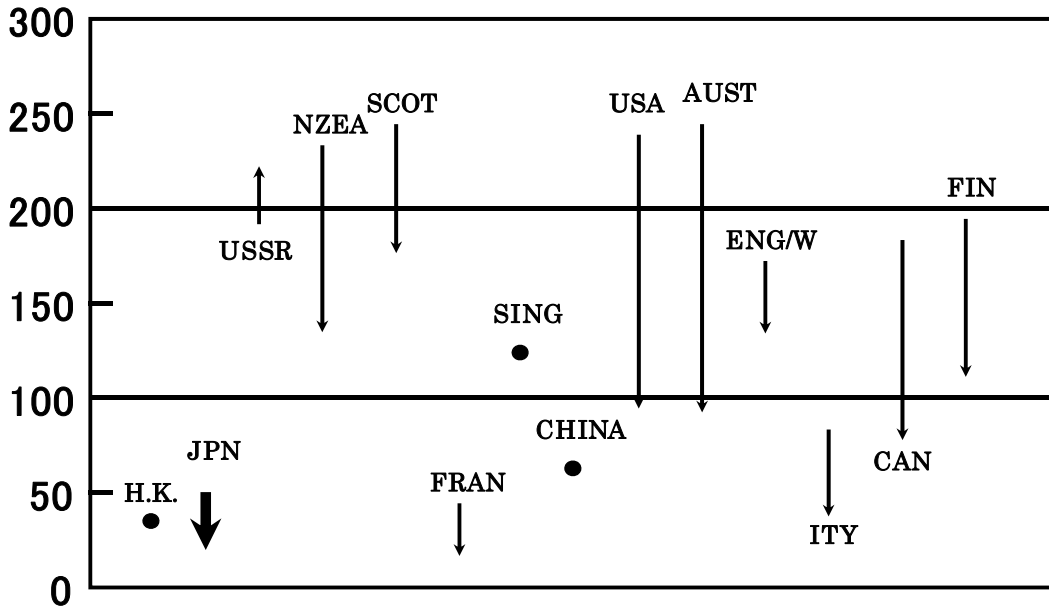 300
250
200
150
100
50
0
SCOT
USA
AUST
NZEA
FIN
USSR
ENG/W
SING
CHINA
JPN
CAN
FRAN
H.K.
ITY